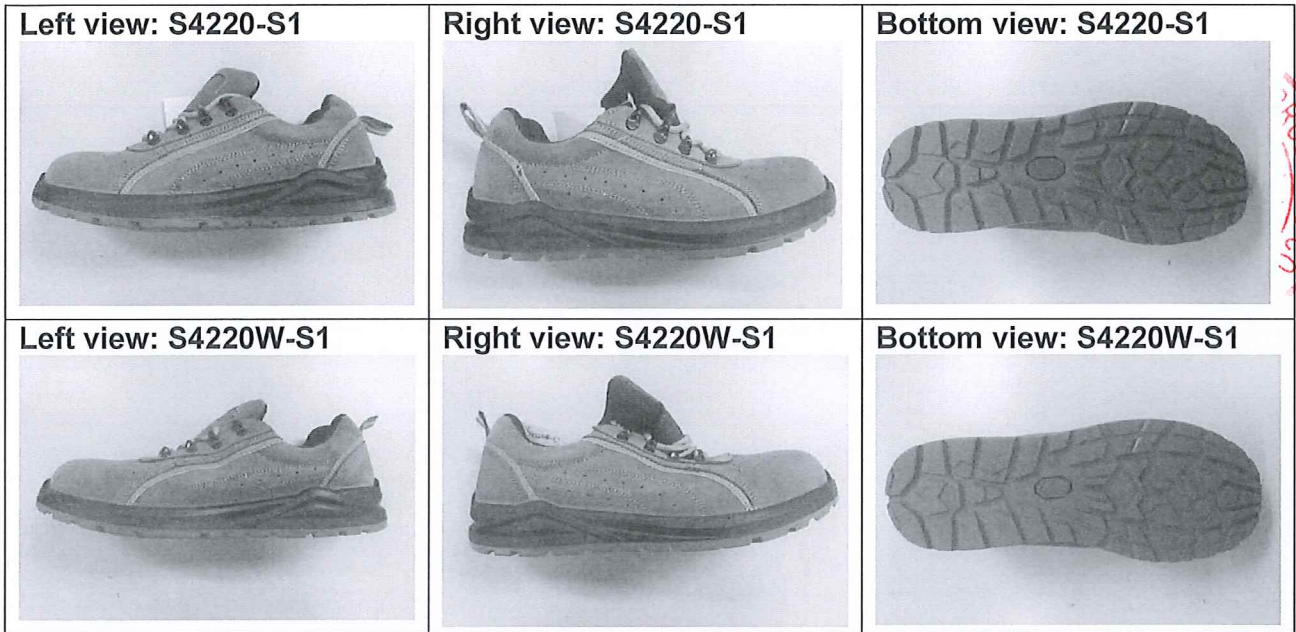 Left view: S4220-S1
Right view: S4220-S1
Bottom view: S4220-S1
Left view: S4220W-S1
Right view: S4220W-S1
Bottom view: S4220W-S1